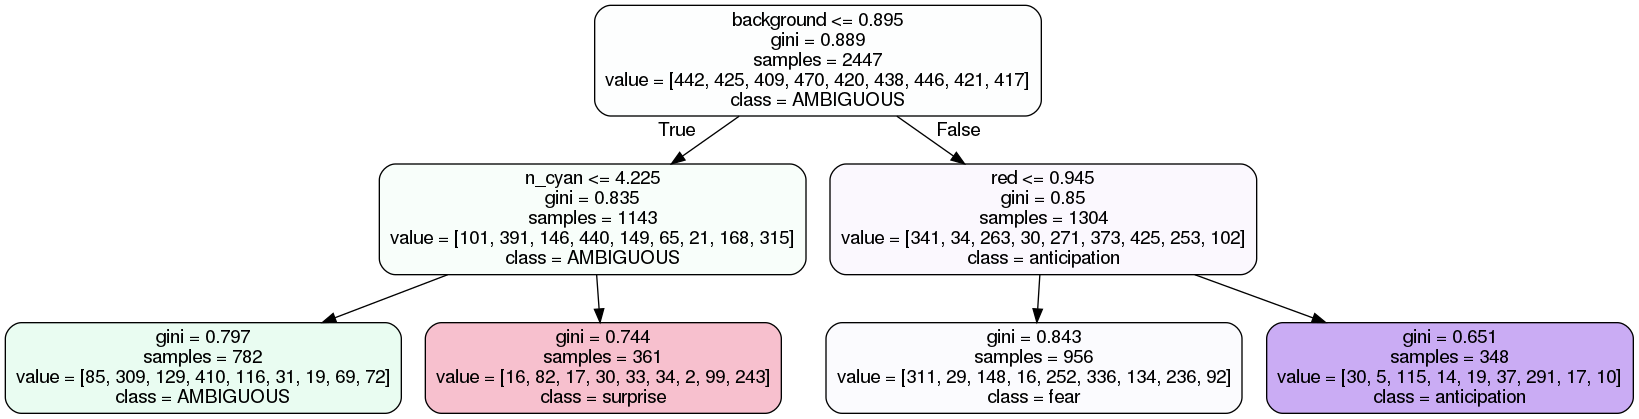 background <= 0.895
gini = 0.889
samples = 2447
value = [442, 425, 409, 470, 420, 438, 446, 421, 417]
class = AMBIGUOUS
True
False
n_cyan <= 4.225
gini = 0.835
samples = 1143
value = [101, 391, 146, 440, 149, 65, 21, 168, 315]
class = AMBIGUOUS
red <= 0.945
gini = 0.85
samples = 1304
value = [341, 34, 263, 30, 271, 373, 425, 253, 102]
class = anticipation
gini = 0.797
samples = 782
value = [85, 309, 129, 410, 116, 31, 19, 69, 72]
class = AMBIGUOUS
gini = 0.744
samples = 361
value = [16, 82, 17, 30, 33, 34, 2, 99, 243]
class = surprise
gini = 0.843
samples = 956
value = [311, 29, 148, 16, 252, 336, 134, 236, 92]
class = fear
gini = 0.651
samples = 348
value = [30, 5, 115, 14, 19, 37, 291, 17, 10]
class = anticipation